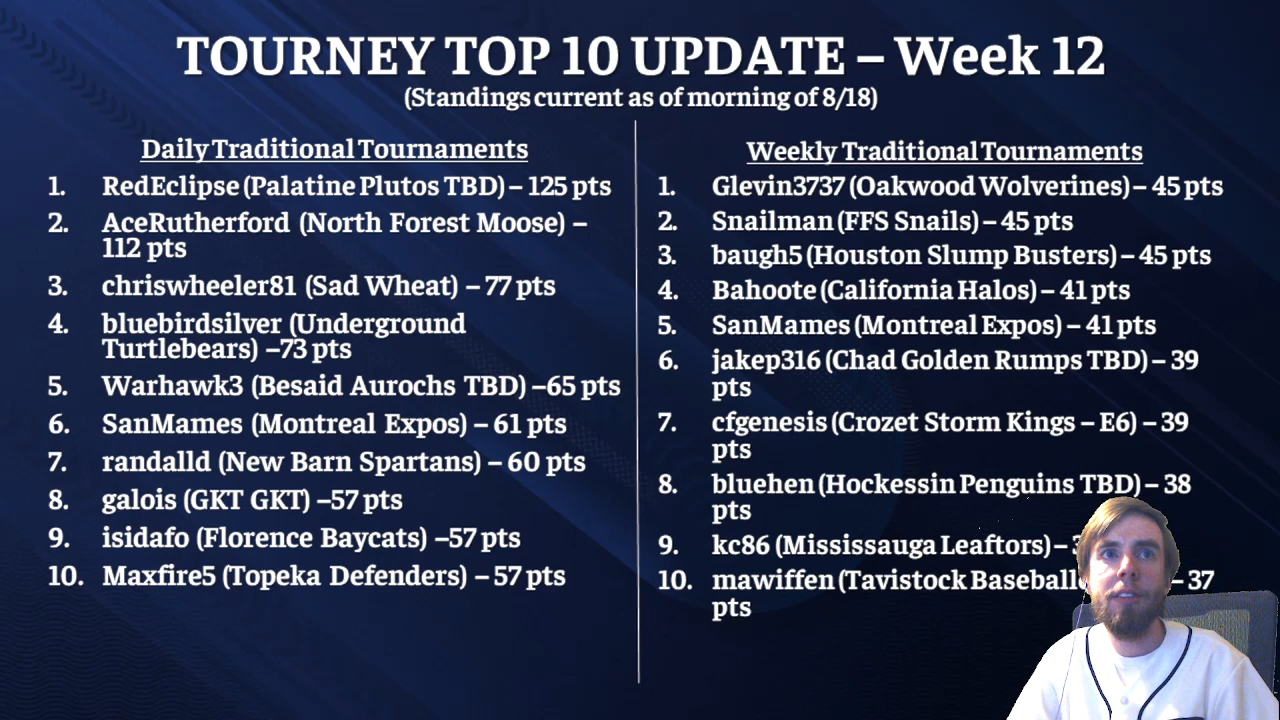 TOURNEY TOP 10 UPDATE – Week 12
(Standings current as of morning of 8/18)
Daily Traditional Tournaments
1. RedEclipse (Palatine Plutos TBD) – 125 pts
2. AceRutherford (North Forest Moose) –
112 pts
3. chriswheeler81 (Sad Wheat) – 77 pts
4. bluebirdsilver (Underground
Turtlebears) –73 pts
5. Warhawk3 (Besaid Aurochs TBD) –65 pts
6. SanMames (Montreal Expos) – 61 pts
7. randalld (New Barn Spartans) – 60 pts
8. galois (GKT GKT) –57 pts
9. isidafo (Florence Baycats) –57 pts
10. Maxfire5 (Topeka Defenders) – 57 pts
Weekly Traditional Tournaments
1. Glevin3737 (Oakwood Wolverines) – 45 pts
2. Snailman (FFS Snails) – 45 pts
3. baugh5 (Houston Slump Busters) – 45 pts
4. Bahoote (California Halos) – 41 pts
5. SanMames (Montreal Expos) – 41 pts
6. jakep316 (Chad Golden Rumps TBD) – 39
pts
7. cfgenesis (Crozet Storm Kings – E6) – 39
pts
8. bluehen (Hockessin Penguins TBD) – 38
pts
9. kc86 (Mississauga Leaftors) –
10. mawiffen (Tavistock – 37
pts